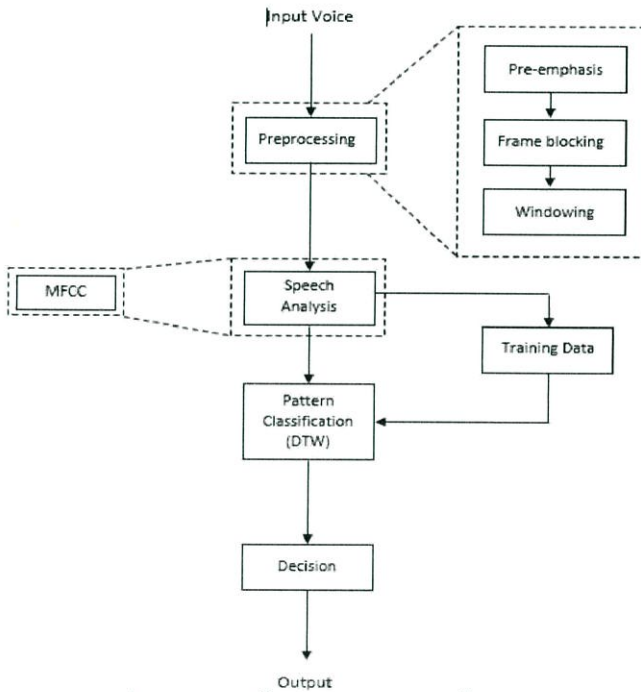 Input Voice
Pre-emphasis
Preprocessing
Frame blocking
Windowing
MFCC
Speech
Analysis
Training Data
Pattern
Classification
(DTW)
Decision
Output